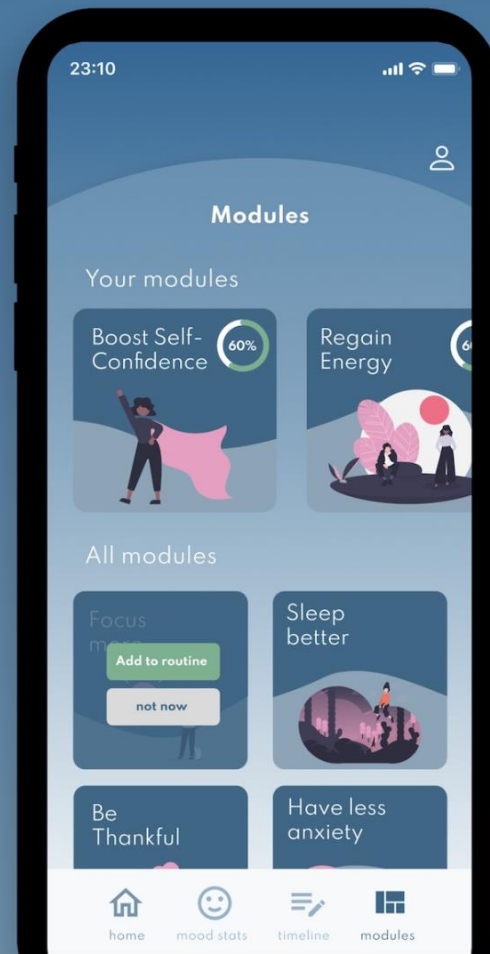 23:10
Modules
Your modules
Boost Self-
Confidence
60%
Regain
Energy
All modules
Focus
Add to routine
not now
Sleep
better
Be
Thankful
Have less
anxiety
home
mood stats
timeline
modules